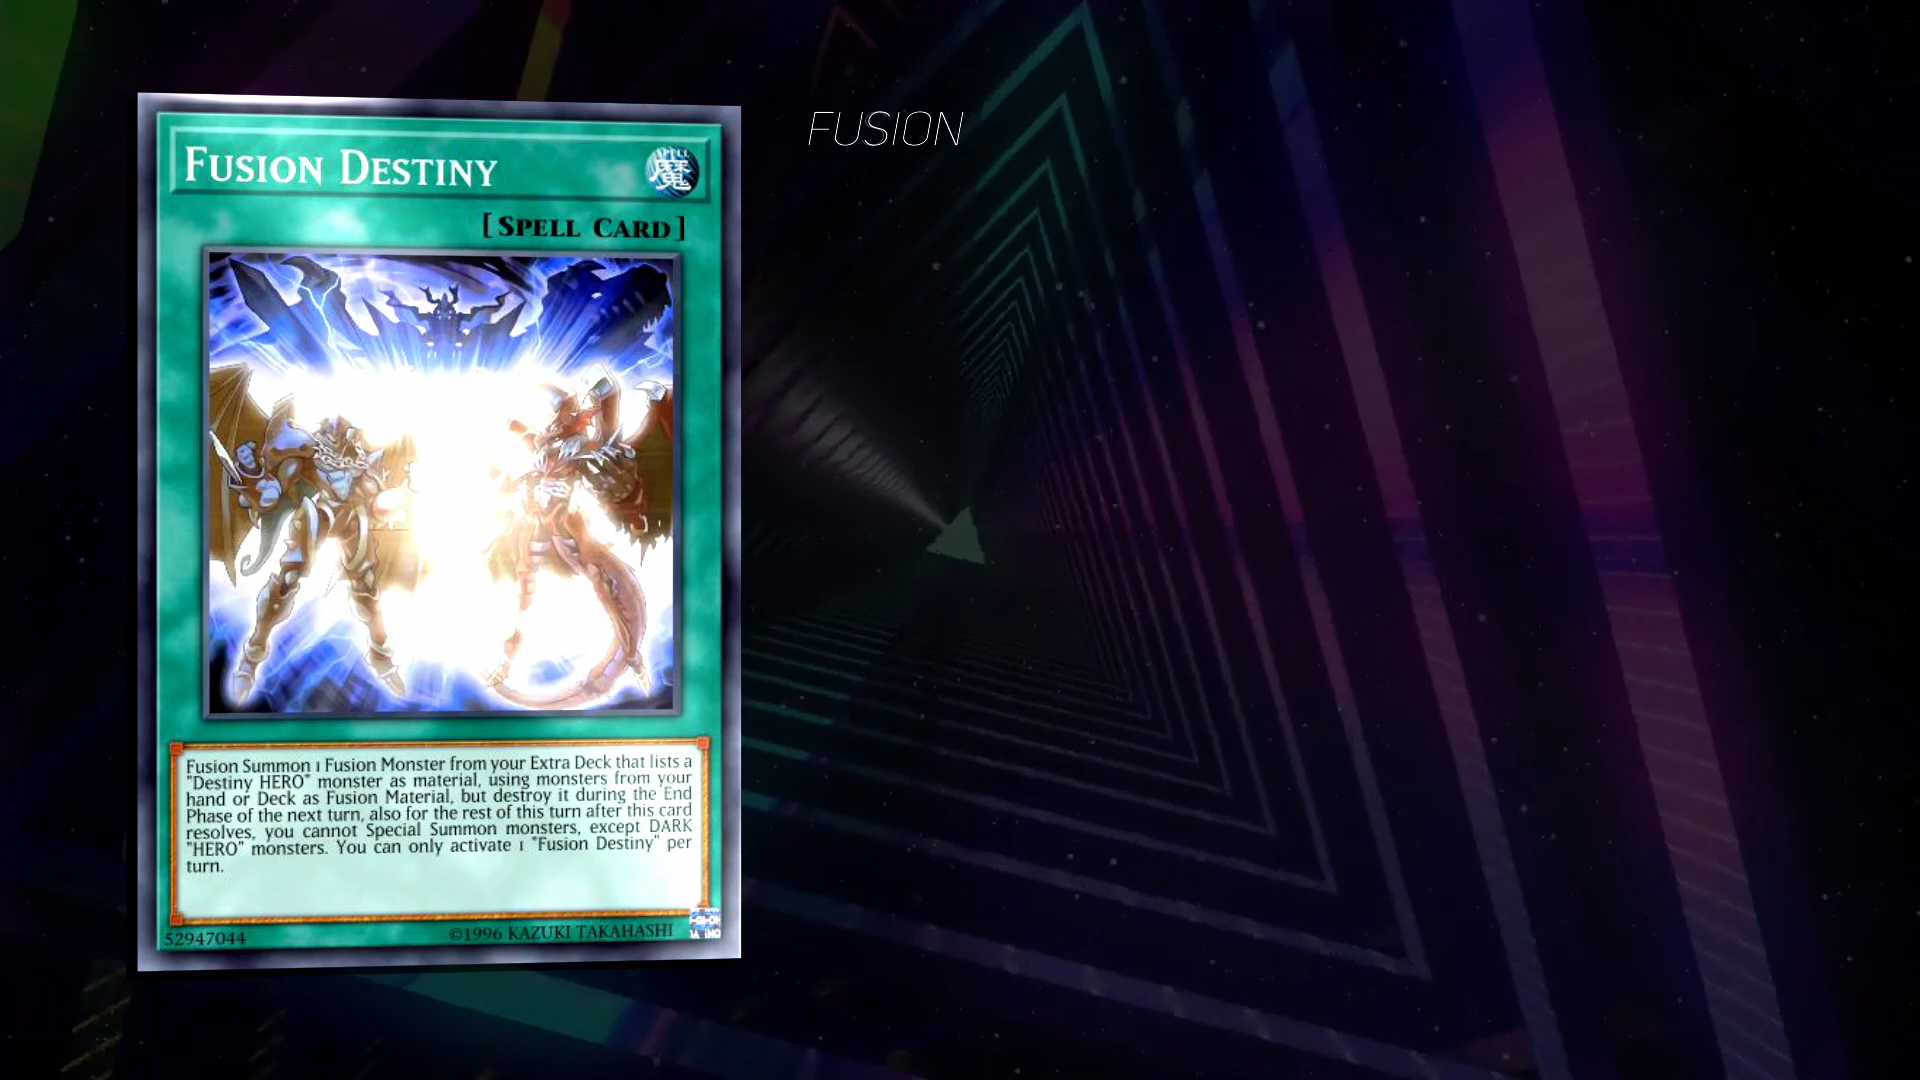 FUSION
FUSION DESTINY
SPELL
魔
[SPELL CARD]
Fusion Summon 1 Fusion Monster from your Extra Deck that lists a
"Destiny HERO" monster as material, using monsters from your
hand or Deck as Fusion Material, but destroy it during the End
Phase of the next turn, also for the rest of this turn after this card
resolves, you cannot Special Summon monsters, except DARK
"HERO" monsters. You can only activate 1 "Fusion Destiny" per
turn.
52947044
©1996 KAZUKI TAKAHASHI